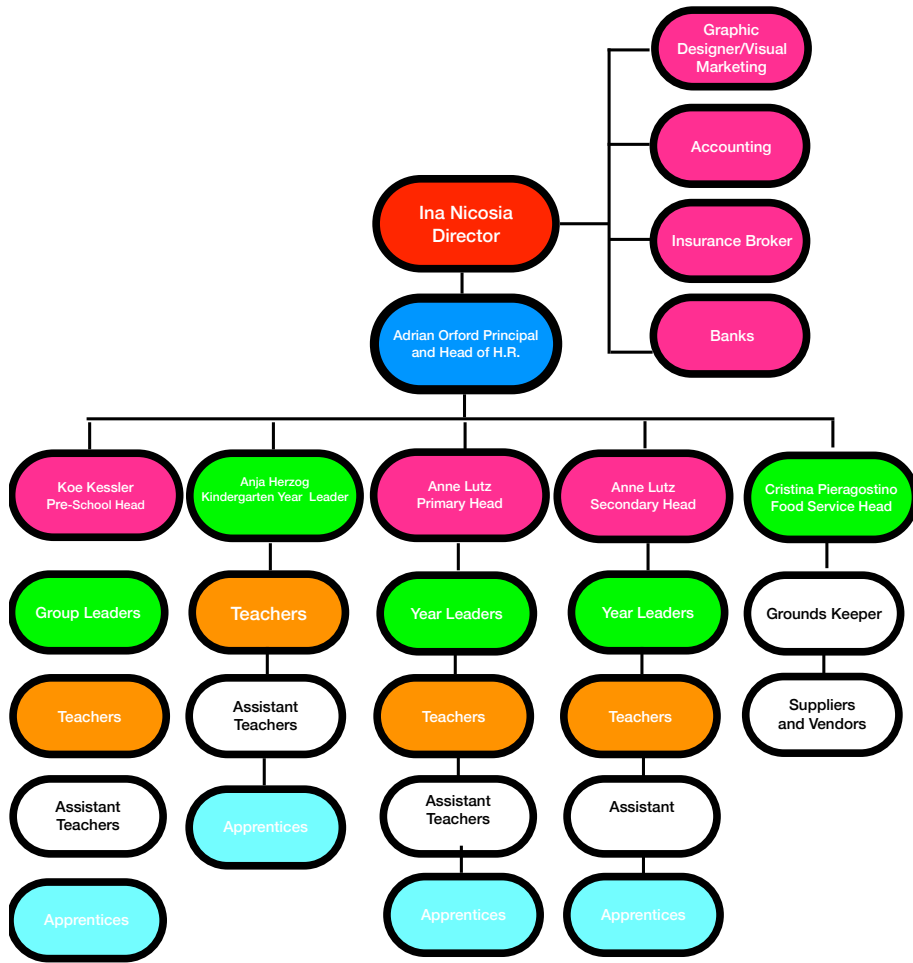 Graphic
Designer/Visual
Marketing
Accounting
Ina Nicosia
Director
Insurance Broker
Adrian Orford Principal
and Head of H.R.
Banks
Koe Kessler
Pre-School Head
Anja Herzog
Kindergarten Year Leader
Anne Lutz
Primary Head
Anne Lutz
Secondary Head
Cristina Pieragostino
Food Service Head
Group Leaders
Teachers
Year Leaders
Year Leaders
Grounds Keeper
Teachers
Assistant
Teachers
Teachers
Teachers
Suppliers
and Vendors
Assistant
Teachers
Apprentices
Assistant
Teachers
Assistant
Apprentices
Apprentices
Apprentices